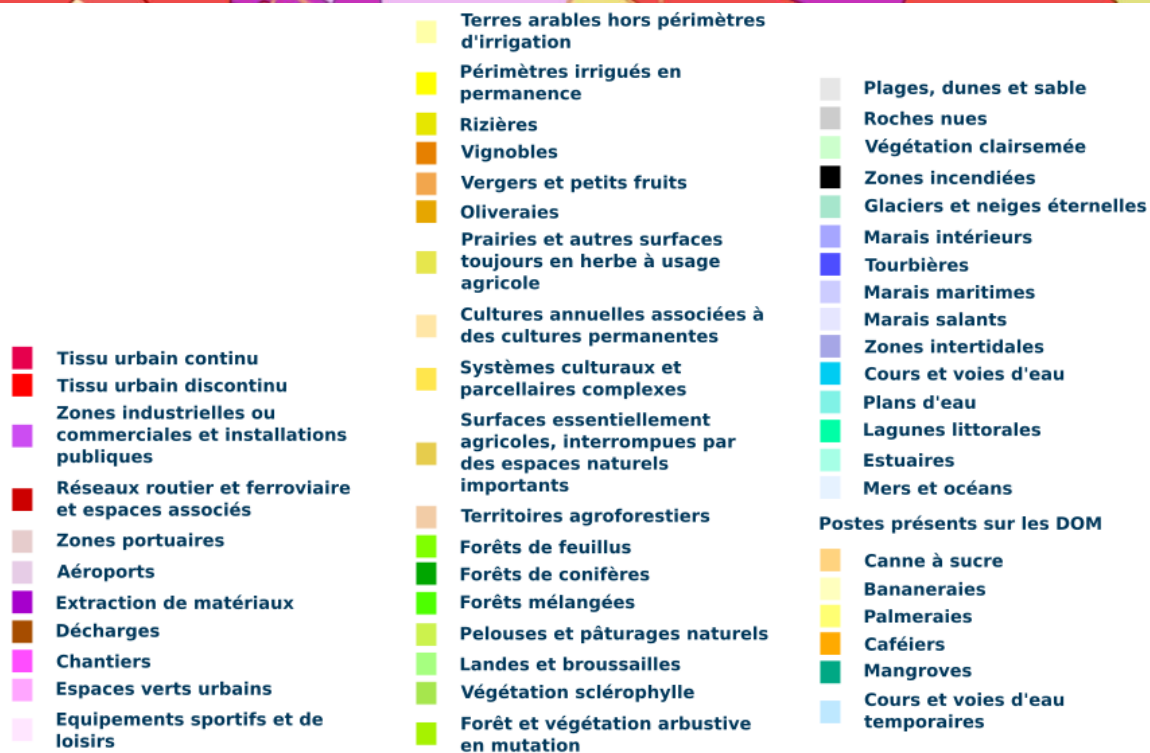 Tissu urbain continu
Tissu urbain discontinu
Zones industrielles ou
commerciales et installations
publiques
Réseaux routier et ferroviaire
et espaces associés
Zones portuaires
Aéroports
Extraction de matériaux
Décharges
Chantiers
Espaces verts urbains
Equipements sportifs et de
loisirs
Terres arables hors périmètres
d'irrigation
Périmètres irrigués en
permanence
Rizières
Vignobles
Vergers et petits fruits
Oliveraies
Prairies et autres surfaces
toujours en herbe à usage
agricole
Cultures annuelles associées à
des cultures permanentes
Systèmes culturaux et
parcellaires complexes
Surfaces essentiellement
agricoles, interrompues par
des espaces naturels
importants
Territoires agroforestiers
Forêts de feuillus
Forêts de conifères
Forêts mélangées
Pelouses et pâturages naturels
Landes et broussailles
Végétation sclérophylle
Forêt et végétation arbustive
en mutation
Plages, dunes et sable
Roches nues
Végétation clairsemée
Zones incendiées
Glaciers et neiges éternelles
Marais intérieurs
Tourbières
Marais maritimes
Marais salants
Zones intertidales
Cours et voies d'eau
Plans d'eau
Lagunes littorales
Estuaires
Mers et océans
Postes présents sur les DOM
Canne à sucre
Bananeraies
Palmeraies
Caféiers
Mangroves
Cours et voies d'eau
temporaires